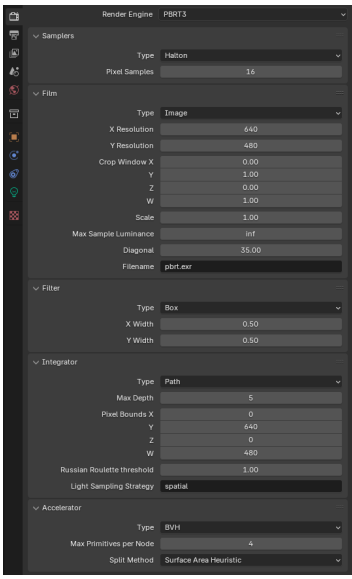 Render Engine PBRT3
Samplers
Type Halton
Pixel Samples 16
Film
Type Image
X Resolution 640
Y Resolution 480
Crop Window X 0.00
Y 1.00
Z 0.00
W 1.00
Scale 1.00
Max Sample Luminance inf
Diagonal 35.00
Filename pbrt.exr
Filter
Type Box
X Width 0.50
Y Width 0.50
Integrator
Type Path
Max Depth 5
Pixel Bounds X 0
Y 640
Z 0
W 480
Russian Roulette threshold 1.00
Light Sampling Strategy spatial
Accelerator
Type BVH
Max Primitives per Node 4
Split Method Surface Area Heuristic